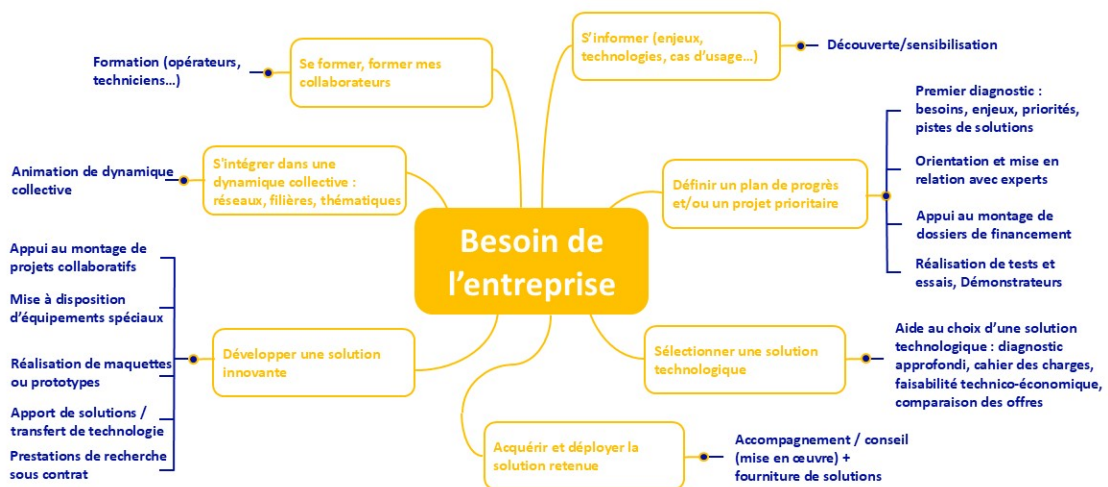 Besoin de
l'entreprise
S'informer (enjeux,
technologies, cas d'usage...)
Découverte/sensibilisation
Définir un plan de progrès
et/ou un projet prioritaire
Premier diagnostic :
besoins, enjeux, priorités,
pistes de solutions
Orientation et mise en
relation avec experts
Appui au montage de
dossiers de financement
Réalisation de tests et
essais, Démonstrateurs
Sélectionner une solution
technologique
Aide au choix d'une solution
technologique : diagnostic
approfondi, cahier des charges,
faisabilité technico-économique,
comparaison des offres
Acquérir et déployer la
solution retenue
Accompagnement / conseil
(mise en œuvre) +
fourniture de solutions
Développer une solution
innovante
Appui au montage de
projets collaboratifs
Mise à disposition
d'équipements spéciaux
Réalisation de maquettes
ou prototypes
Apport de solutions /
transfert de technologie
Prestations de recherche
sous contrat
S'intégrer dans une
dynamique collective :
réseaux, filières, thématiques
Animation de dynamique
collective
Se former, former mes
collaborateurs
Formation (opérateurs,
techniciens...)